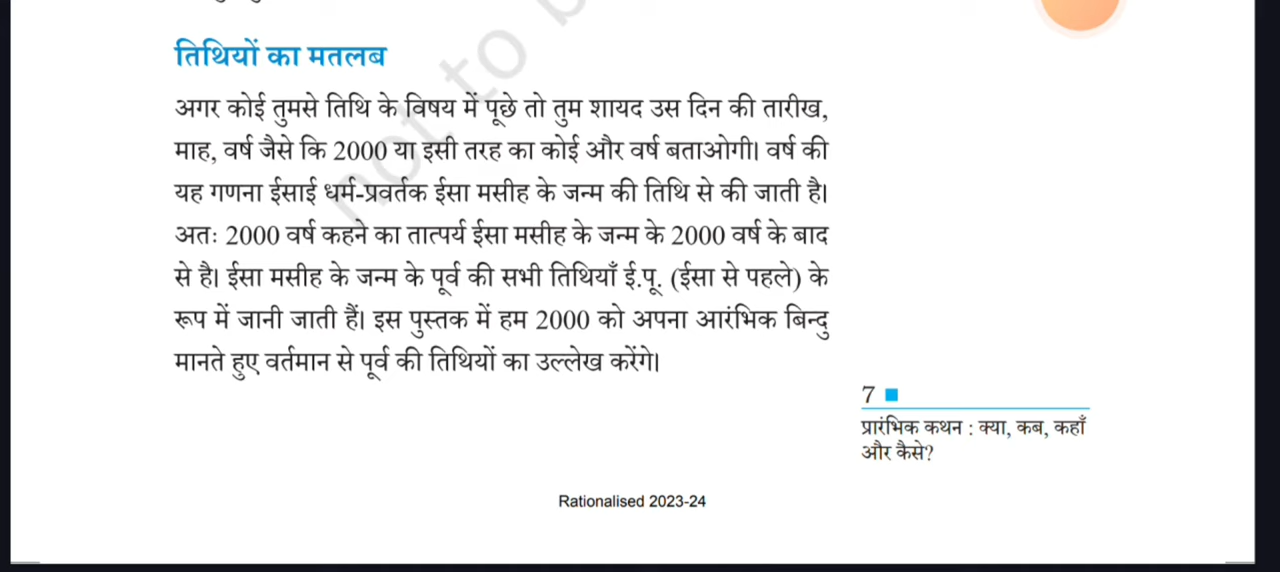 तिथियों का मतलब
अगर कोई तुमसे तिथि के विषय में पूछे तो तुम शायद उस दिन की तारीख,
माह, वर्ष जैसे कि 2000 या इसी तरह का कोई और वर्ष बताओगी। वर्ष की
यह गणना ईसाई धर्म-प्रवर्तक ईसा मसीह के जन्म की तिथि से की जाती है।
अतः 2000 वर्ष कहने का तात्पर्य ईसा मसीह के जन्म के 2000 वर्ष के बाद
से है। ईसा मसीह के जन्म के पूर्व की सभी तिथियाँ ई.पू. (ईसा से पहले) के
रूप में जानी जाती हैं। इस पुस्तक में हम 2000 को अपना आरंभिक बिन्दु
मानते हुए वर्तमान से पूर्व की तिथियों का उल्लेख करेंगे।
7
प्रारंभिक कथन : क्या, कब, कहाँ
और कैसे?
Rationalised 2023-24
not to b